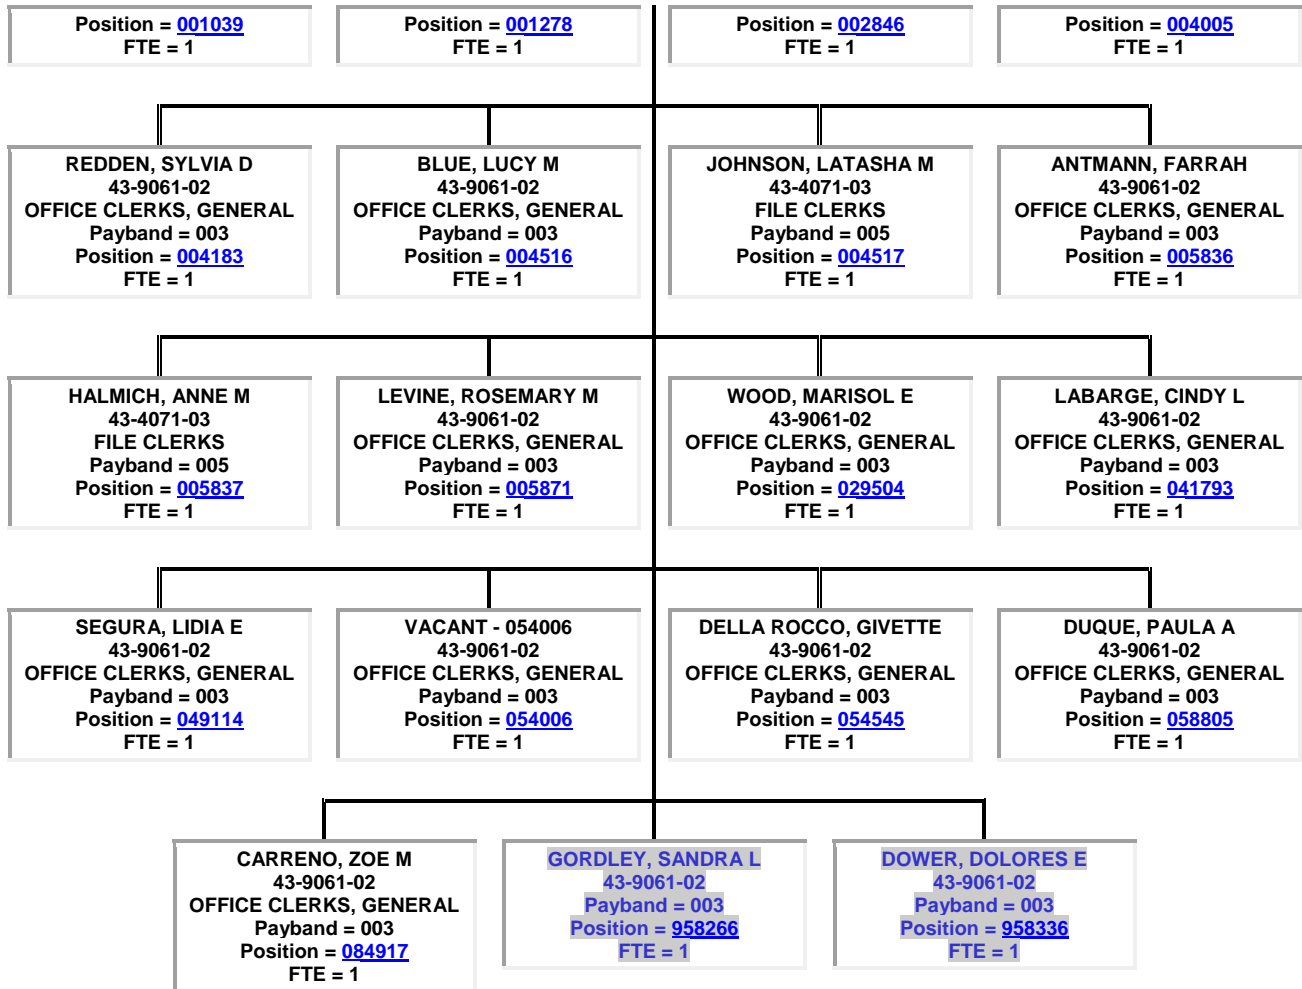 Position = 001039
FTE = 1
Position = 001278
FTE = 1
Position = 002846
FTE = 1
Position = 004005
FTE = 1
REDDEN, SYLVIA D
43-9061-02
OFFICE CLERKS, GENERAL
Payband = 003
Position = 004183
FTE = 1
BLUE, LUCY M
43-9061-02
OFFICE CLERKS, GENERAL
Payband = 003
Position = 004516
FTE = 1
JOHNSON, LATASHA M
43-4071-03
FILE CLERKS
Payband = 005
Position = 004517
FTE = 1
ANTMANN, FARRAH
43-9061-02
OFFICE CLERKS, GENERAL
Payband = 003
Position = 005836
FTE = 1
HALMICH, ANNE M
43-4071-03
FILE CLERKS
Payband = 005
Position = 005837
FTE = 1
LEVINE, ROSEMARY M
43-9061-02
OFFICE CLERKS, GENERAL
Payband = 003
Position = 005871
FTE = 1
WOOD, MARISOL E
43-9061-02
OFFICE CLERKS, GENERAL
Payband = 003
Position = 029504
FTE = 1
LABARGE, CINDY L
43-9061-02
OFFICE CLERKS, GENERAL
Payband = 003
Position = 041793
FTE = 1
SEGURA, LIDIA E
43-9061-02
OFFICE CLERKS, GENERAL
Payband = 003
Position = 049114
FTE = 1
VACANT - 054006
43-9061-02
OFFICE CLERKS, GENERAL
Payband = 003
Position = 054006
FTE = 1
DELLA ROCCO, GIVETTE
43-9061-02
OFFICE CLERKS, GENERAL
Payband = 003
Position = 054545
FTE = 1
DUQUE, PAULA A
43-9061-02
OFFICE CLERKS, GENERAL
Payband = 003
Position = 058805
FTE = 1
CARRENO, ZOE M
43-9061-02
OFFICE CLERKS, GENERAL
Payband = 003
Position = 084917
FTE = 1
GORDLEY, SANDRA L
43-9061-02
Payband = 003
Position = 958266
FTE = 1
DOWER, DOLORES E
43-9061-02
Payband = 003
Position = 958336
FTE = 1